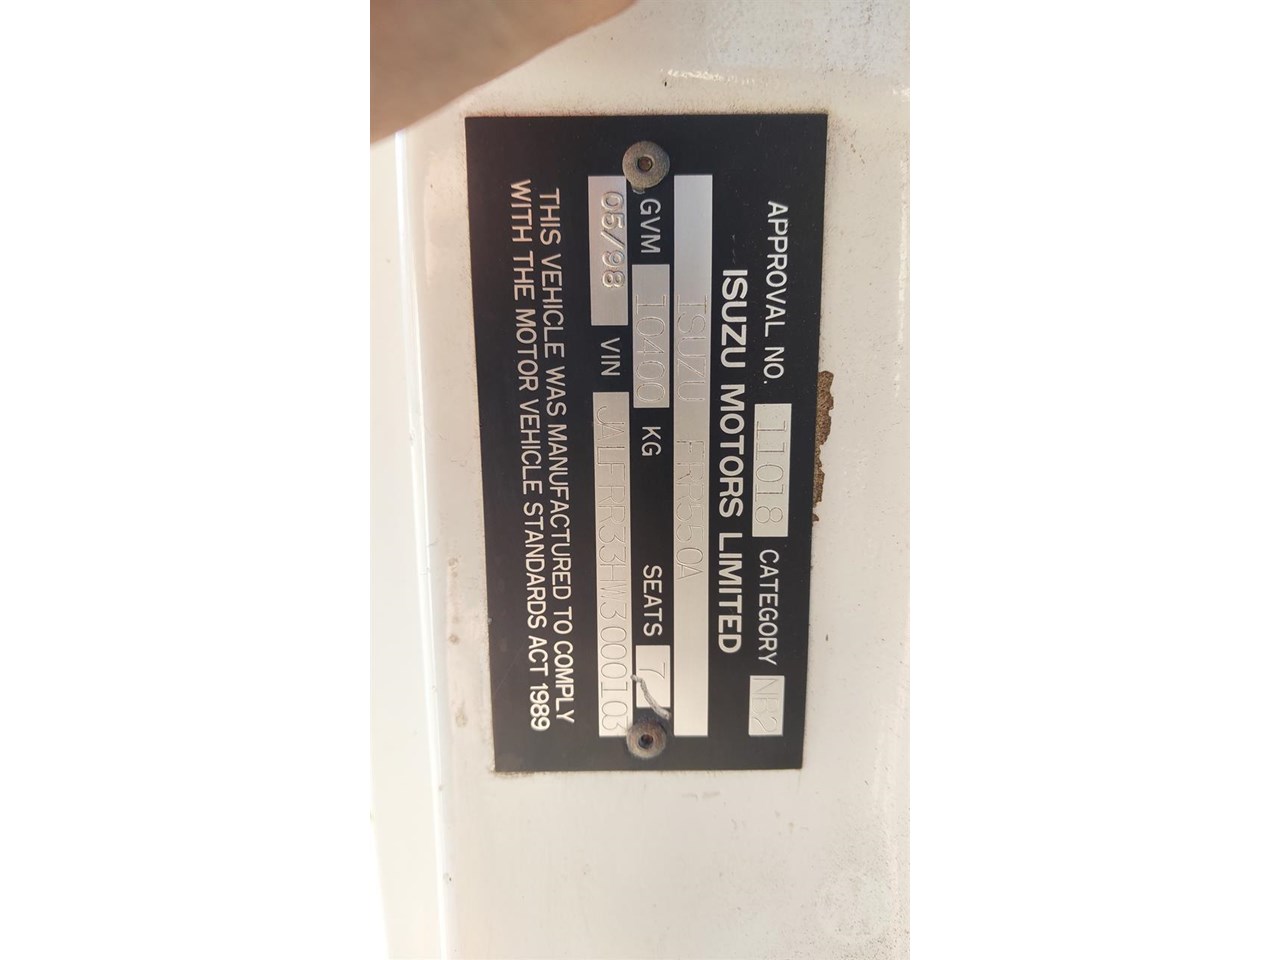 APPROVAL NO. 11018 CATEGORY NB2
ISUZU MOTORS LIMITED
ISUZU FRR550A
GVM 10400 KG SEATS 7
05/98 VIN JALFRR33HW3000103
THIS VEHICLE WAS MANUFACTURED TO COMPLY
WITH THE MOTOR VEHICLE STANDARDS ACT 1989